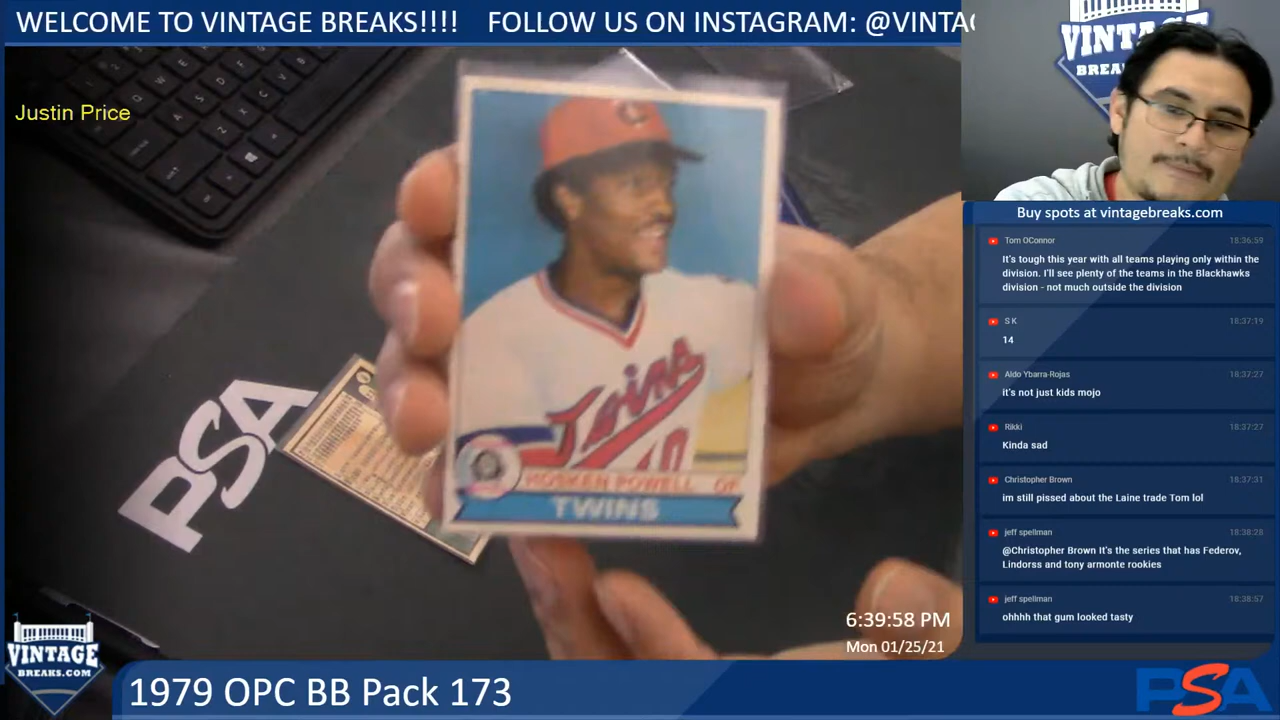 WELCOME TO VINTAGE BREAKS!!!! FOLLOW US ON INSTAGRAM: @VINTA
Justin Price
PSA
Twins
HOSKEN POWELL OF
TWINS
VINTAGE
BREA
Buy spots at vintagebreaks.com
Tom OConnor 18:36:59
It's tough this year with all teams playing only within the
division. I'll see plenty of the teams in the Blackhawks
division - not much outside the division
S K 18:37:19
14
Aldo Ybarra-Rojas 18:37:27
it's not just kids mojo
Rikki 18:37:27
Kinda sad
Christopher Brown 18:37:31
im still pissed about the Laine trade Tom lol
jeff spellman 18:38:28
@Christopher Brown It's the series that has Federov,
Lindorss and tony armonte rookies
jeff spellman 18:38:57
ohhhh that gum looked tasty
6:39:58 PM
Mon 01/25/21
VINTAGE
BREAKS.COM
1979 OPC BB Pack 173
PSA